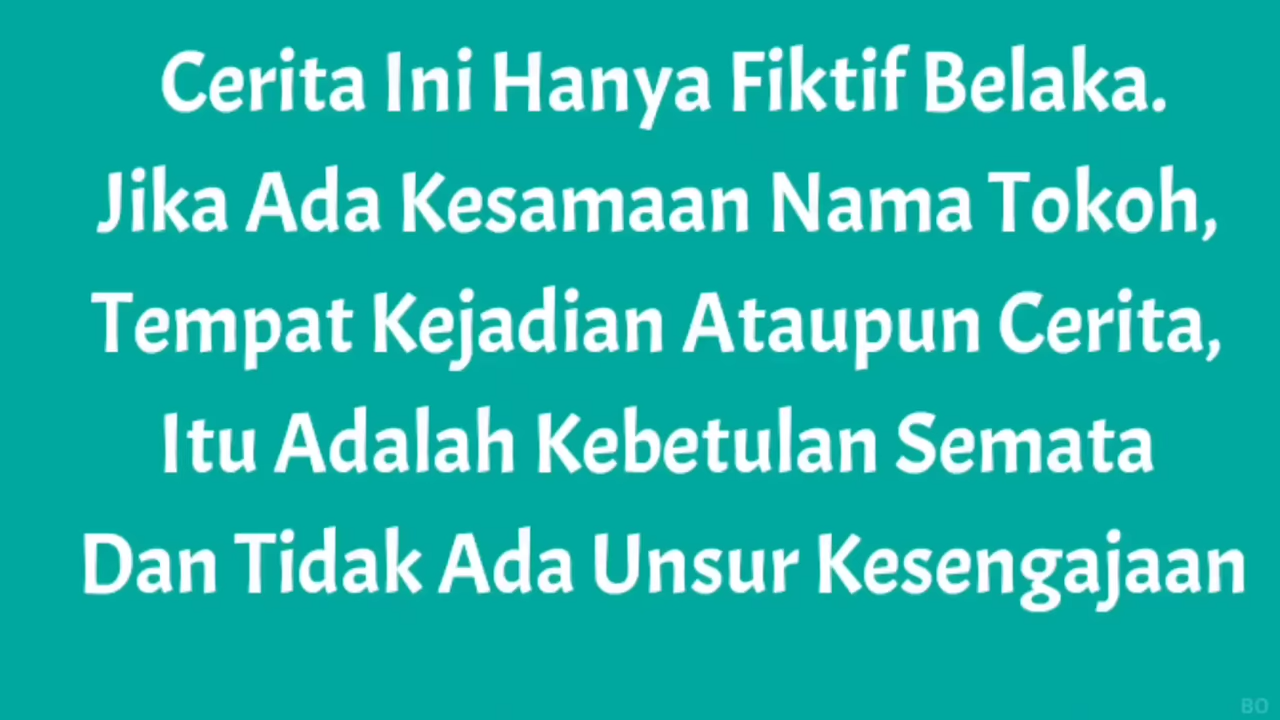 Cerita Ini Hanya Fiktif Belaka.
Jika Ada Kesamaan Nama Tokoh,
Tempat Kejadian Ataupun Cerita,
Itu Adalah Kebetulan Semata
Dan Tidak Ada Unsur Kesengajaan
BO